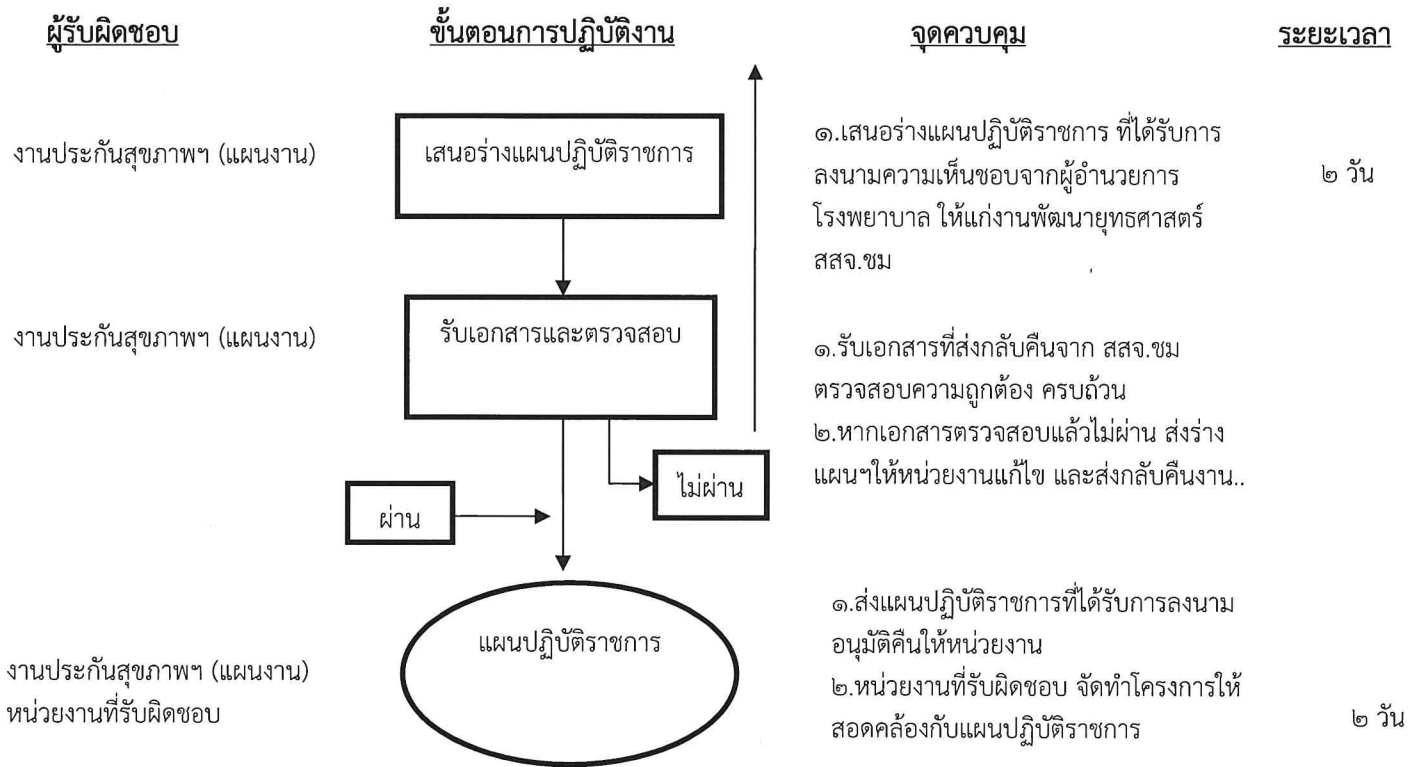 ผู้รับผิดชอบ ขั้นตอนการปฏิบัติงาน จุดควบคุม ระยะเวลา
งานประกันสุขภาพฯ (แผนงาน)
เสนอร่างแผนปฏิบัติราชการ
๑.เสนอร่างแผนปฏิบัติราชการ ที่ได้รับการ
ลงนามความเห็นชอบจากผู้อำนวยการ
โรงพยาบาล ให้แก่งานพัฒนายุทธศาสตร์
สสจ.ชม
๒ วัน
งานประกันสุขภาพฯ (แผนงาน)
รับเอกสารและตรวจสอบ
๑.รับเอกสารที่ส่งกลับคืนจาก สสจ.ชม
ตรวจสอบความถูกต้อง ครบถ้วน
๒.หากเอกสารตรวจสอบแล้วไม่ผ่าน ส่งร่าง
แผนฯให้หน่วยงานแก้ไข และส่งกลับคืนงาน..
ไม่ผ่าน
ผ่าน
งานประกันสุขภาพฯ (แผนงาน)
หน่วยงานที่รับผิดชอบ
แผนปฏิบัติราชการ
๑.ส่งแผนปฏิบัติราชการที่ได้รับการลงนาม
อนุมัติคืนให้หน่วยงาน
๒.หน่วยงานที่รับผิดชอบ จัดทำโครงการให้
สอดคล้องกับแผนปฏิบัติราชการ
๒ วัน